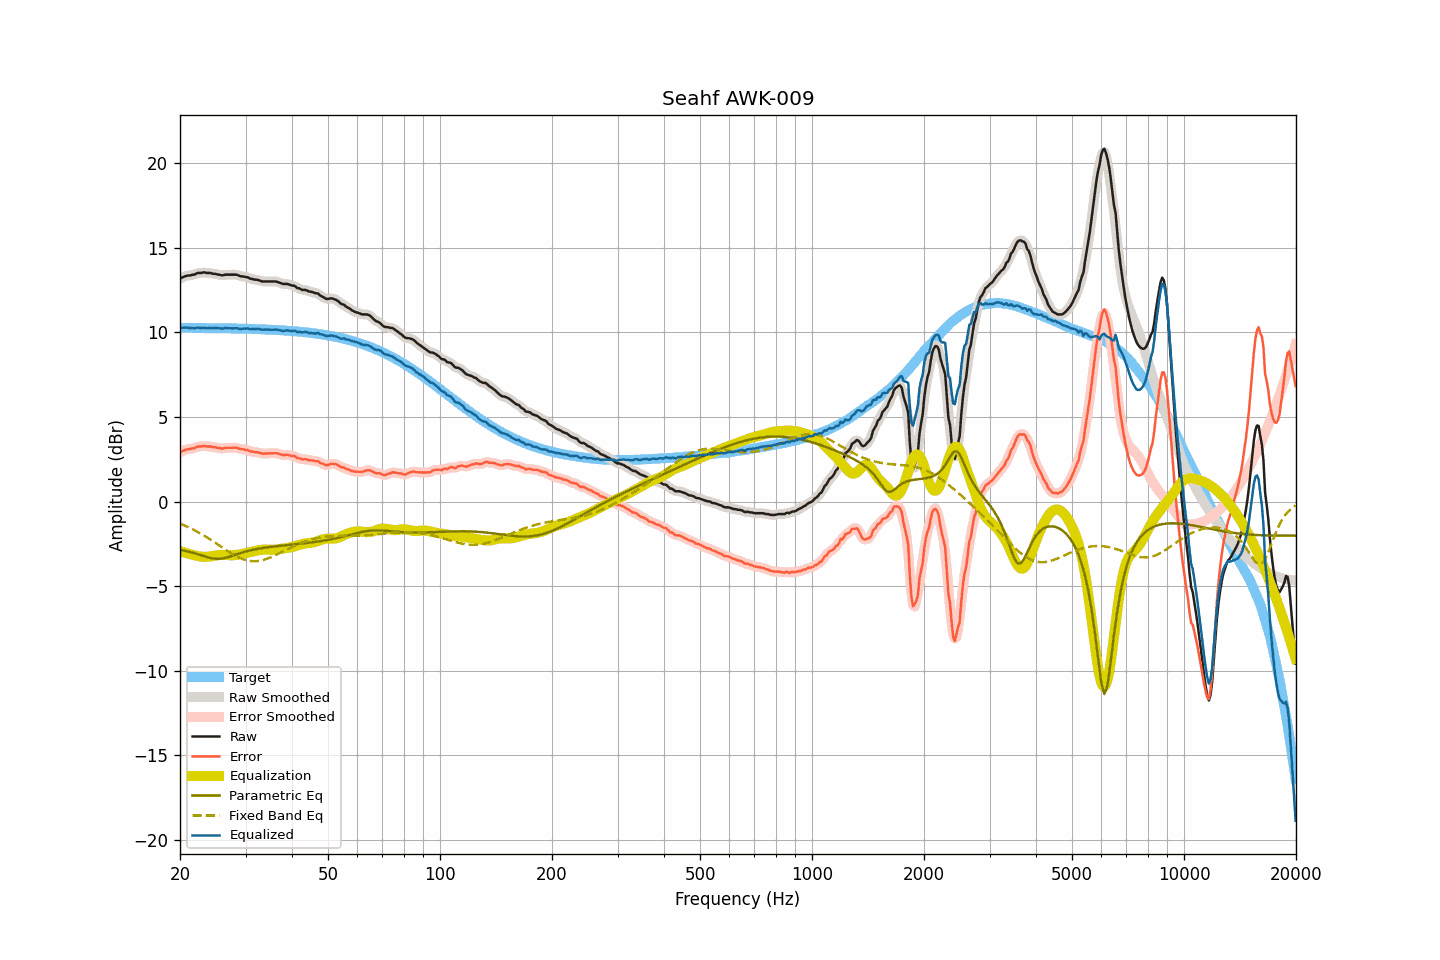 Seahf AWK-009
20
15
10
5
0
−5
−10
−15
−20
Amplitude (dBr)
Target
Raw Smoothed
Error Smoothed
Raw
Error
Equalization
Parametric Eq
Fixed Band Eq
Equalized
20 50 100 200 500 1000 2000 5000 10000 20000
Frequency (Hz)